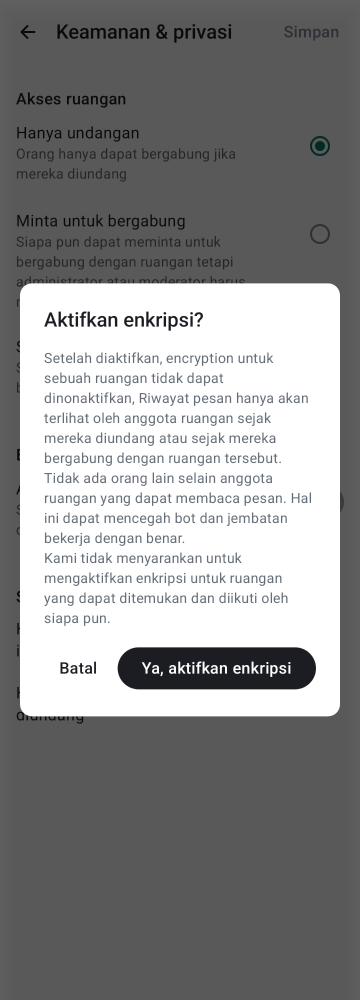 Keamanan & privasi
Simpan
Akses ruangan
Hanya undangan
Orang hanya dapat bergabung jika
mereka diundang
Minta untuk bergabung
Siapa pun dapat meminta untuk
bergabung dengan ruangan tetapi
administrator atau moderator harus
Aktifkan enkripsi?
Setelah diaktifkan, encryption untuk
sebuah ruangan tidak dapat
dinonaktifkan, Riwayat pesan hanya akan
terlihat oleh anggota ruangan sejak
mereka diundang atau sejak mereka
bergabung dengan ruangan tersebut.
Tidak ada orang lain selain anggota
ruangan yang dapat membaca pesan. Hal
ini dapat mencegah bot dan jembatan
bekerja dengan benar.
Kami tidak menyarankan untuk
mengaktifkan enkripsi untuk ruangan
yang dapat ditemukan dan diikuti oleh
siapa pun.
Batal
Ya, aktifkan enkripsi
diundang